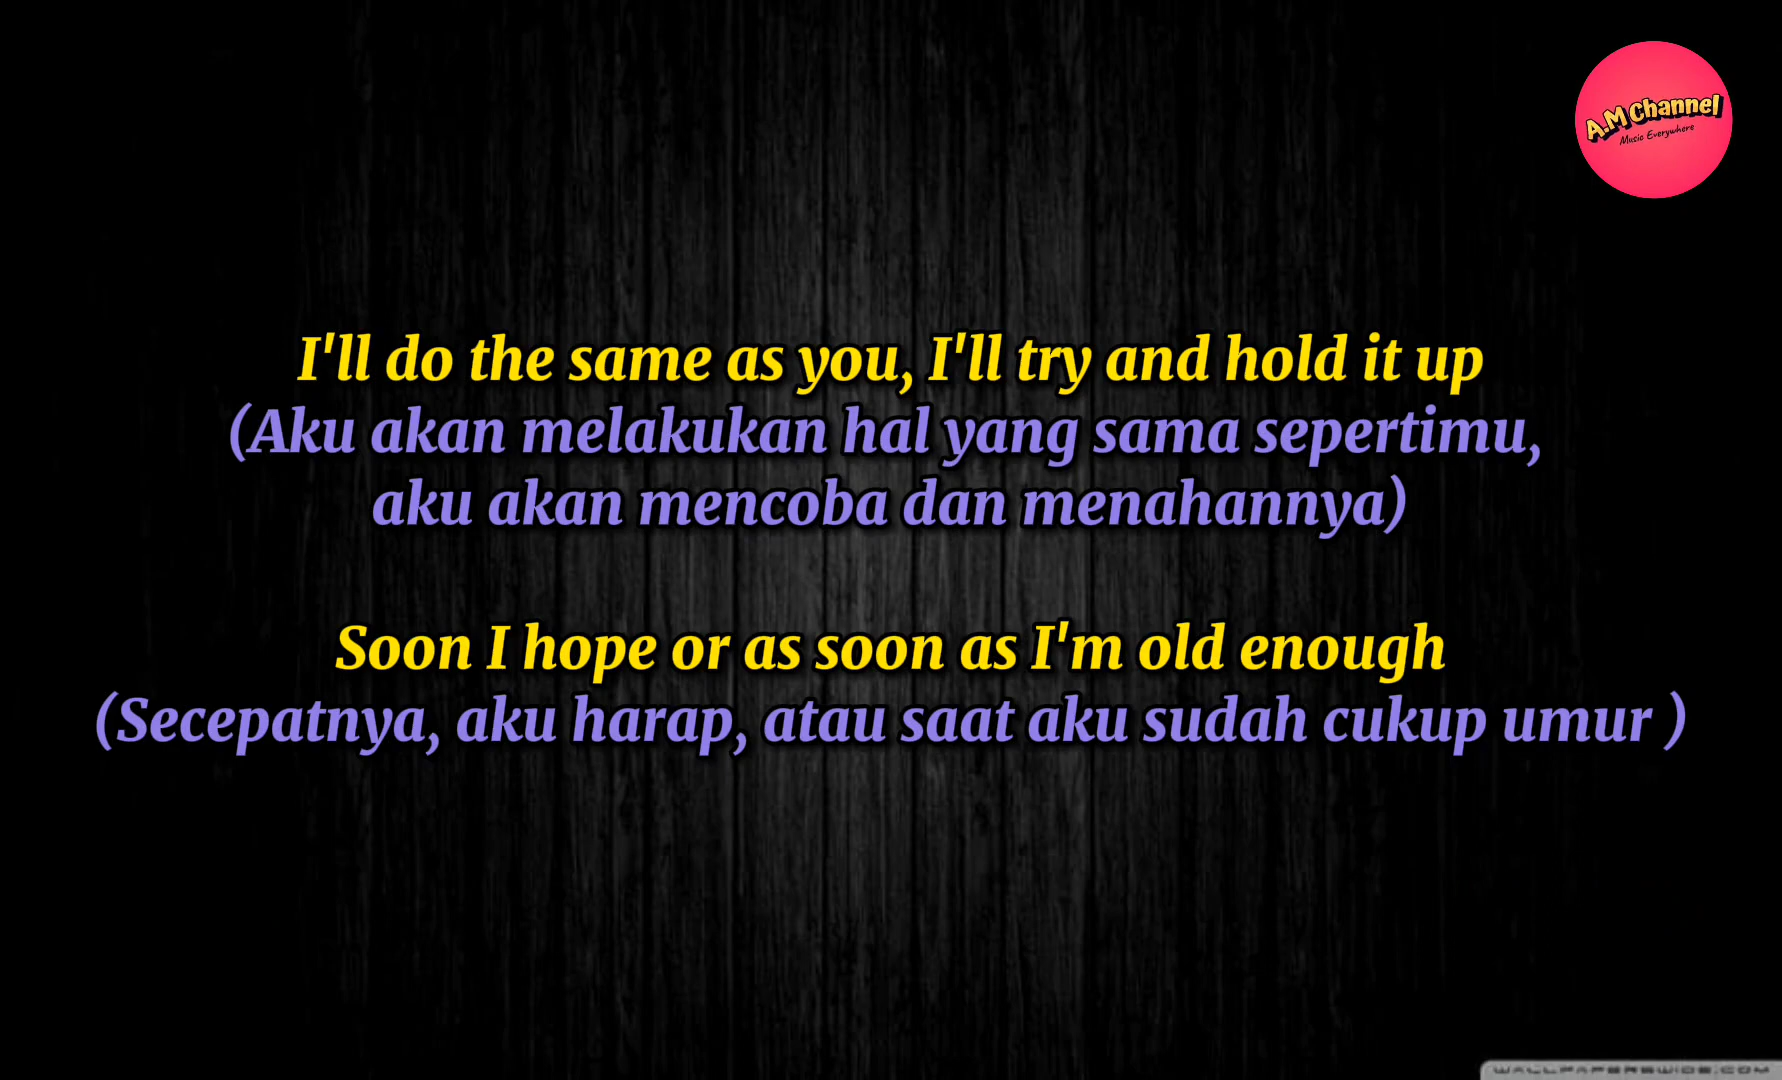 A.M Channel
Music Everywhere
I'll do the same as you, I'll try and hold it up
(Aku akan melakukan hal yang sama sepertimu,
aku akan mencoba dan menahannya)
Soon I hope or as soon as I'm old enough
(Secepatnya, aku harap, atau saat aku sudah cukup umur )
WALLPAPERSWIDE.COM